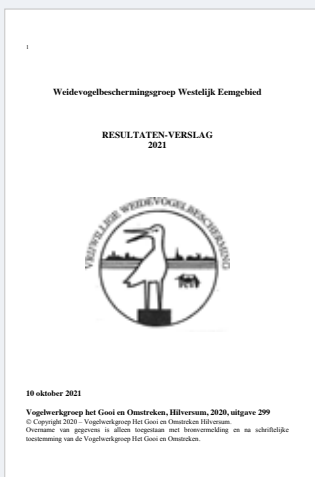 1
Weidevogelbeschermingsgroep Westelijk Eemgebied
RESULTATEN-VERSLAG
2021
VRIJWILLIGE WEIDEVOGELBESCHERMING
10 oktober 2021
Vogelwerkgroep het Gooi en Omstreken, Hilversum, 2020, uitgave 299
© Copyright 2020 – Vogelwerkgroep Het Gooi en Omstreken Hilversum.
Overname van gegevens is alleen toegestaan met bronvermelding en na schriftelijke
toestemming van de Vogelwerkgroep Het Gooi en Omstreken.